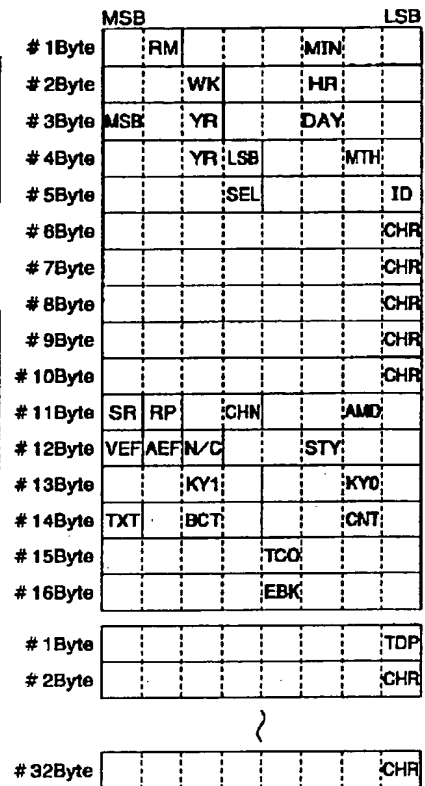 MSB LSB
# 1Byte RM MIN
# 2Byte WK HR
# 3Byte MSB YR DAY
# 4Byte YR LSB MTH
# 5Byte SEL ID
# 6Byte CHR
# 7Byte CHR
# 8Byte CHR
# 9Byte CHR
# 10Byte CHR
# 11Byte SR RP CHN AMD
# 12Byte VEF AEF N/C STY
# 13Byte KY1 KY0
# 14Byte TXT BCT CNT
# 15Byte TCO
# 16Byte EBK
# 1Byte TDP
# 2Byte CHR
# 32Byte CHR